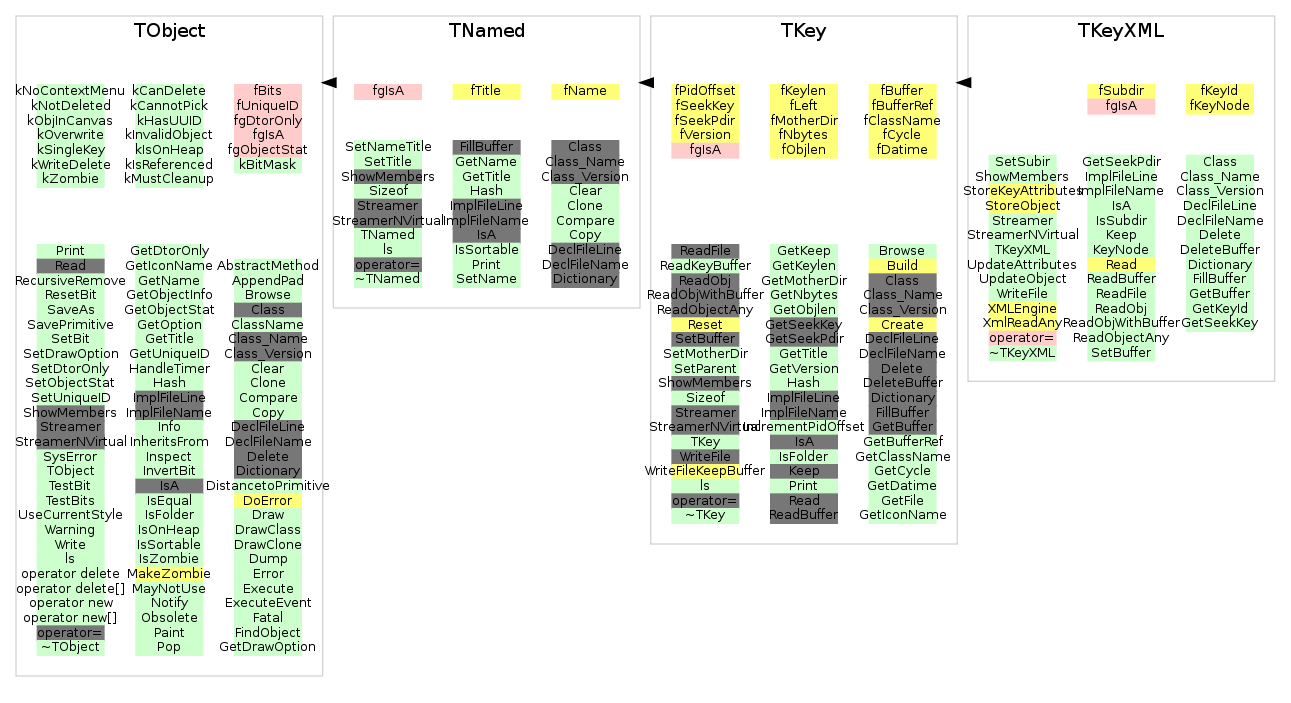 TObject
kNoContextMenu kCanDelete fBits
kNotDeleted kCannotPick fUniqueID
kObjInCanvas kHasUUID fgDtorOnly
kOverwrite kInvalidObject fgIsA
kSingleKey kIsOnHeap fgObjectStat
kWriteDelete kIsReferenced kBitMask
kZombie kMustCleanup
Print GetDtorOnly
Read GetIconName AbstractMethod
RecursiveRemove GetName AppendPad
ResetBit GetObjectInfo Browse
SaveAs GetObjectStat Class
SavePrimitive GetOption ClassName
SetBit GetTitle Class_Name
SetDrawOption GetUniqueID Class_Version
SetDtorOnly HandleTimer Clear
SetObjectStat Hash Clone
SetUniqueID ImplFileLine Compare
ShowMembers ImplFileName Copy
Streamer Info DeclFileLine
StreamerNVirtual InheritsFrom DeclFileName
SysError Inspect Delete
TObject InvertBit Dictionary
TestBit IsA DistancetoPrimitive
TestBits IsEqual DoError
UseCurrentStyle IsFolder Draw
Warning IsOnHeap DrawClass
Write IsSortable DrawClone
ls IsZombie Dump
operator delete MakeZombie Error
operator delete[] MayNotUse Execute
operator new Notify ExecuteEvent
operator new[] Obsolete Fatal
operator= Paint FindObject
~TObject Pop GetDrawOption
TNamed
fgIsA fTitle fName
SetNameTitle FillBuffer Class
SetTitle GetName Class_Name
ShowMembers GetTitle Class_Version
Sizeof Hash Clear
Streamer ImplFileLine Clone
StreamerNVirtual ImplFileName Compare
TNamed IsA Copy
ls IsSortable DeclFileLine
operator= Print DeclFileName
~TNamed SetName Dictionary
TKey
fPidOffset fKeylen fBuffer
fSeekKey fLeft fBufferRef
fSeekPdir fMotherDir fClassName
fVersion fNbytes fCycle
fgIsA fObjlen fDatime
ReadFile GetKeep Browse
ReadKeyBuffer GetKeylen Build
ReadObj GetMotherDir Class
ReadObjWithBuffer GetNbytes Class_Name
ReadObjectAny GetObjlen Class_Version
Reset GetSeekKey Create
SetBuffer GetSeekPdir DeclFileLine
SetMotherDir GetTitle DeclFileName
SetParent GetVersion Delete
ShowMembers Hash DeleteBuffer
Sizeof ImplFileLine Dictionary
Streamer ImplFileName FillBuffer
StreamerNVirtual IncrementPidOffset GetBuffer
TKey IsA GetBufferRef
WriteFile IsFolder GetClassName
WriteFileKeepBuffer Keep GetCycle
ls Print GetDatime
operator= Read GetFile
~TKey ReadBuffer GetIconName
TKeyXML
fSubdir fKeyId
fgIsA fKeyNode
SetSubir GetSeekPdir Class
ShowMembers ImplFileLine Class_Name
StoreKeyAttributes ImplFileName Class_Version
StoreObject IsA DeclFileLine
Streamer IsSubdir DeclFileName
StreamerNVirtual Keep Delete
TKeyXML KeyNode DeleteBuffer
UpdateAttributes Read Dictionary
UpdateObject ReadBuffer FillBuffer
WriteFile ReadFile GetBuffer
XMLEngine ReadObj GetKeyId
XmlReadAny ReadObjWithBuffer GetSeekKey
operator= ReadObjectAny
~TKeyXML SetBuffer